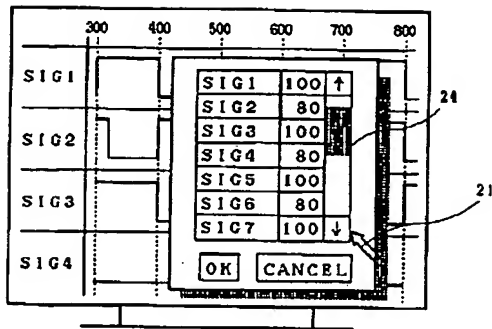 300 400 500 600 700 800
SIG1
SIG2
SIG3
SIG4
SIG1 100 ↑
SIG2 80
SIG3 100
SIG4 80
SIG5 100
SIG6 80
SIG7 100 ↓
OK CANCEL
24
21